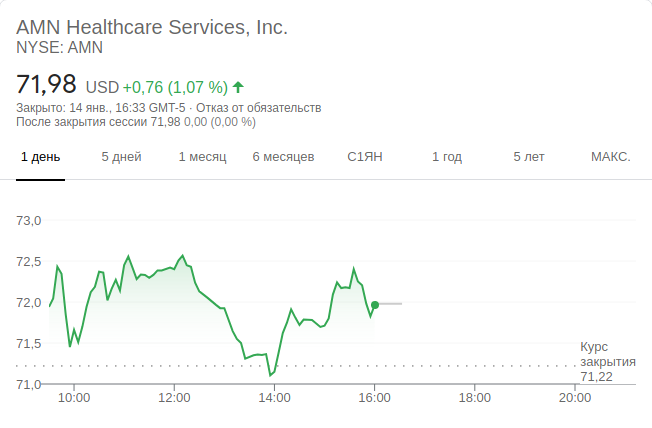 AMN Healthcare Services, Inc.
NYSE: AMN
71,98 USD +0,76 (1,07 %)
Закрыто: 14 янв., 16:33 GMT-5 · Отказ от обязательств
После закрытия сессии 71,98 0,00 (0,00 %)
1 день 5 дней 1 месяц 6 месяцев С1ЯН 1 год 5 лет МАКС.
73,0
72,5
72,0
71,5
Курс
закрытия
71,22
71,0
10:00 12:00 14:00 16:00 18:00 20:00